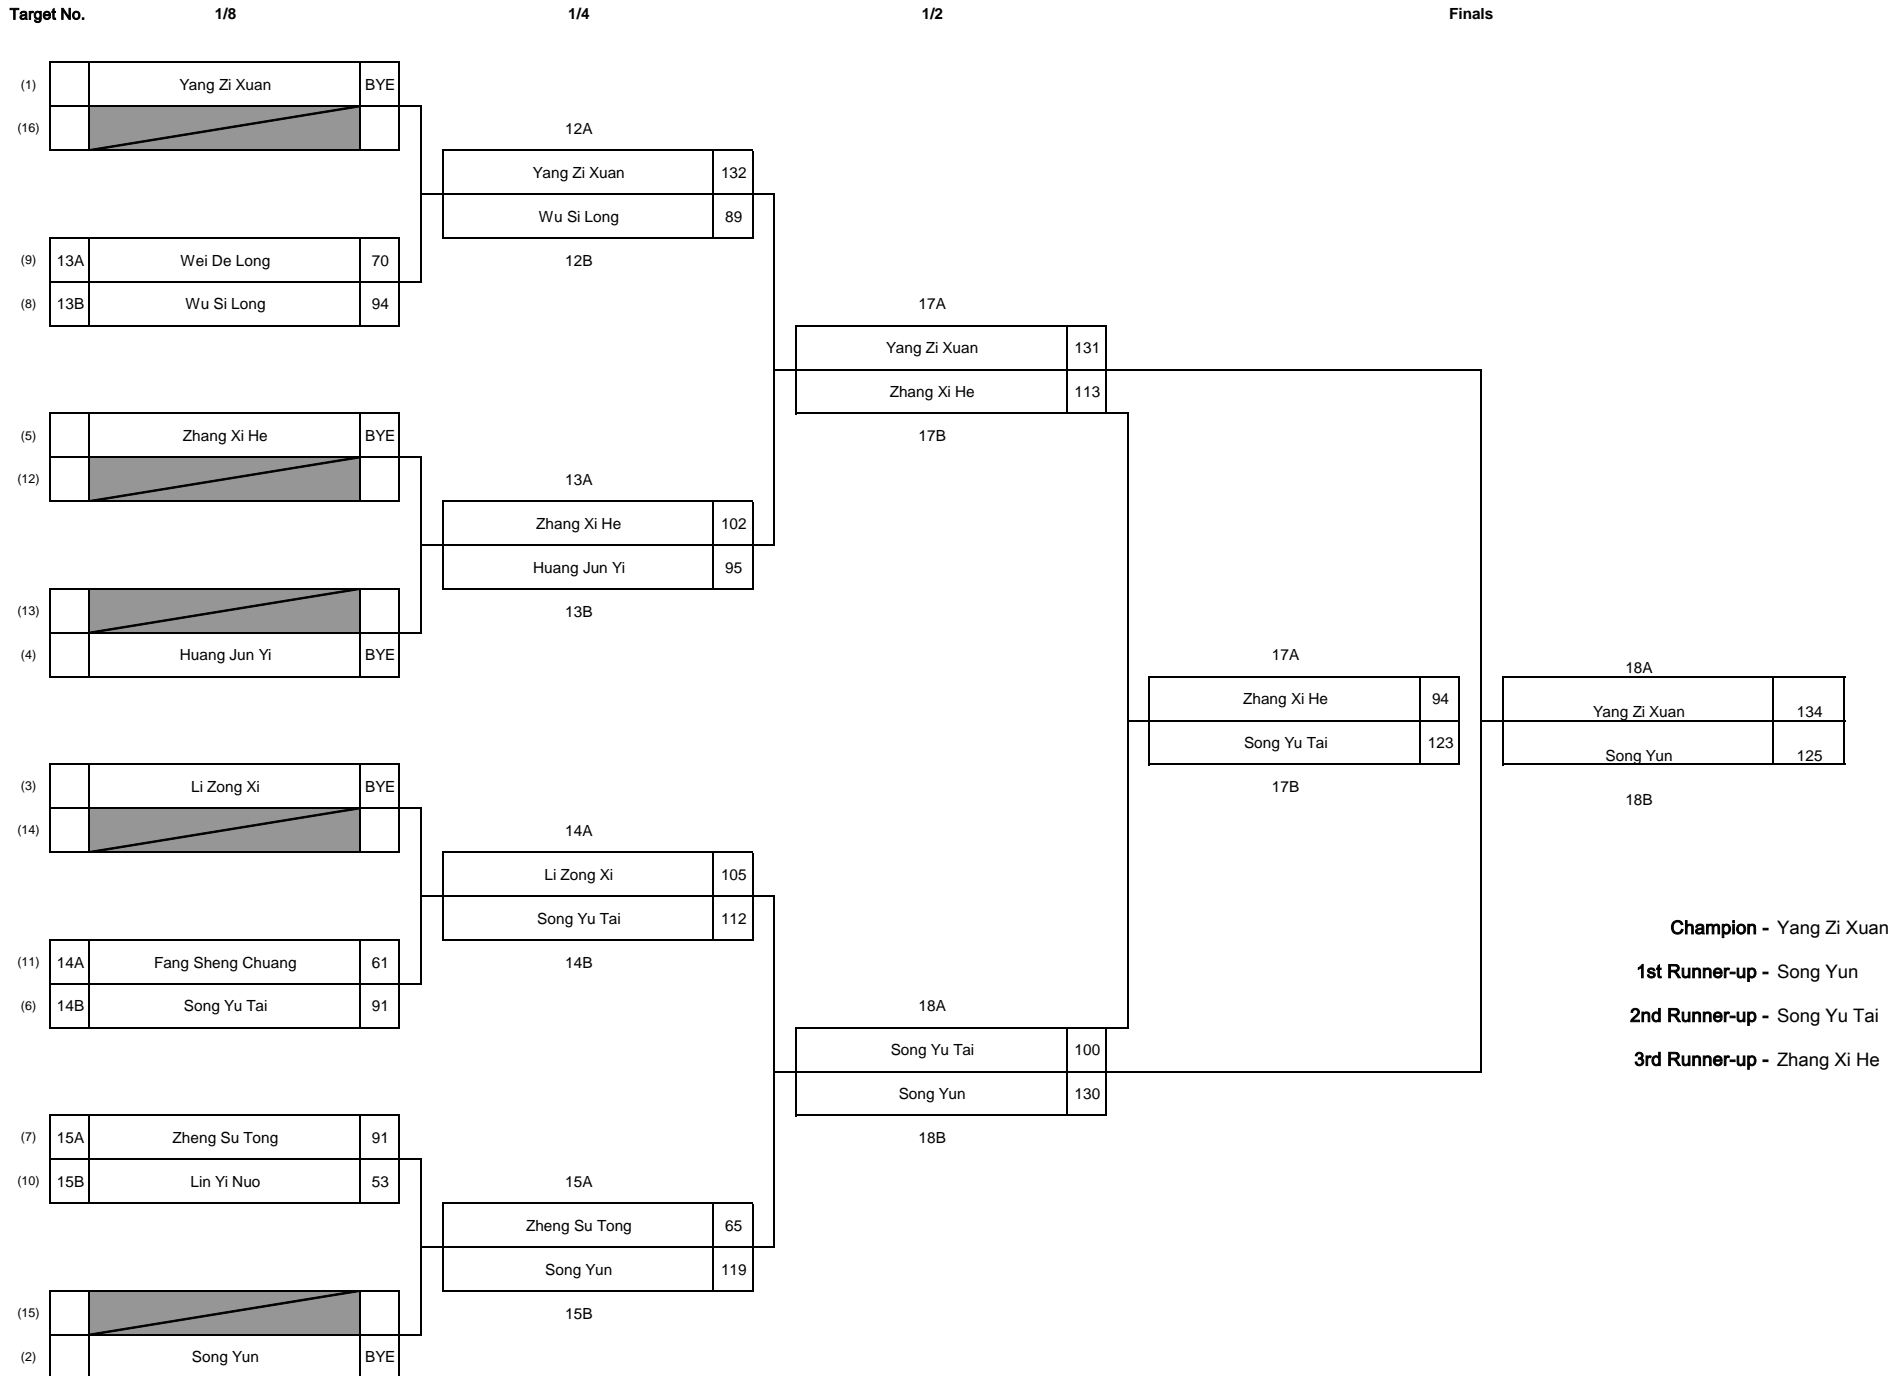 Target No. 1/8 1/4 1/2 Finals
(1) Yang Zi Xuan BYE
(16)
12A
Yang Zi Xuan 132
Wu Si Long 89
12B
(9) 13A Wei De Long 70
(8) 13B Wu Si Long 94
17A
Yang Zi Xuan 131
Zhang Xi He 113
17B
(5) Zhang Xi He BYE
(12)
13A
Zhang Xi He 102
Huang Jun Yi 95
13B
(13)
(4) Huang Jun Yi BYE
17A
Zhang Xi He 94
Song Yu Tai 123
17B
18A
Yang Zi Xuan 134
Song Yun 125
18B
(3) Li Zong Xi BYE
(14)
14A
Li Zong Xi 105
Song Yu Tai 112
14B
(11) 14A Fang Sheng Chuang 61
(6) 14B Song Yu Tai 91
Champion - Yang Zi Xuan
1st Runner-up - Song Yun
2nd Runner-up - Song Yu Tai
3rd Runner-up - Zhang Xi He
18A
Song Yu Tai 100
Song Yun 130
18B
(7) 15A Zheng Su Tong 91
(10) 15B Lin Yi Nuo 53
15A
Zheng Su Tong 65
Song Yun 119
15B
(15)
(2) Song Yun BYE